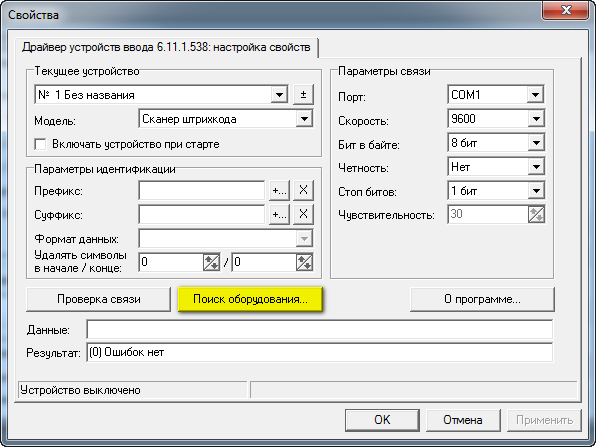 Свойства
Драйвер устройств ввода 6.11.1.538: настройка свойств
Текущее устройство
№ 1 Без названия
±
Модель:
Сканер штрихкода
Включать устройство при старте
Параметры идентификации
Префикс:
+...
X
Суффикс:
+...
X
Формат данных:
Удалять символы
в начале / конце:
0 / 0
Параметры связи
Порт:
COM1
Скорость:
9600
Бит в байте:
8 бит
Четность:
Нет
Стоп битов:
1 бит
Чувствительность:
30
Проверка связи
Поиск оборудования...
О программе...
Данные:
Результат:
(0) Ошибок нет
Устройство выключено
OK
Отмена
Применить